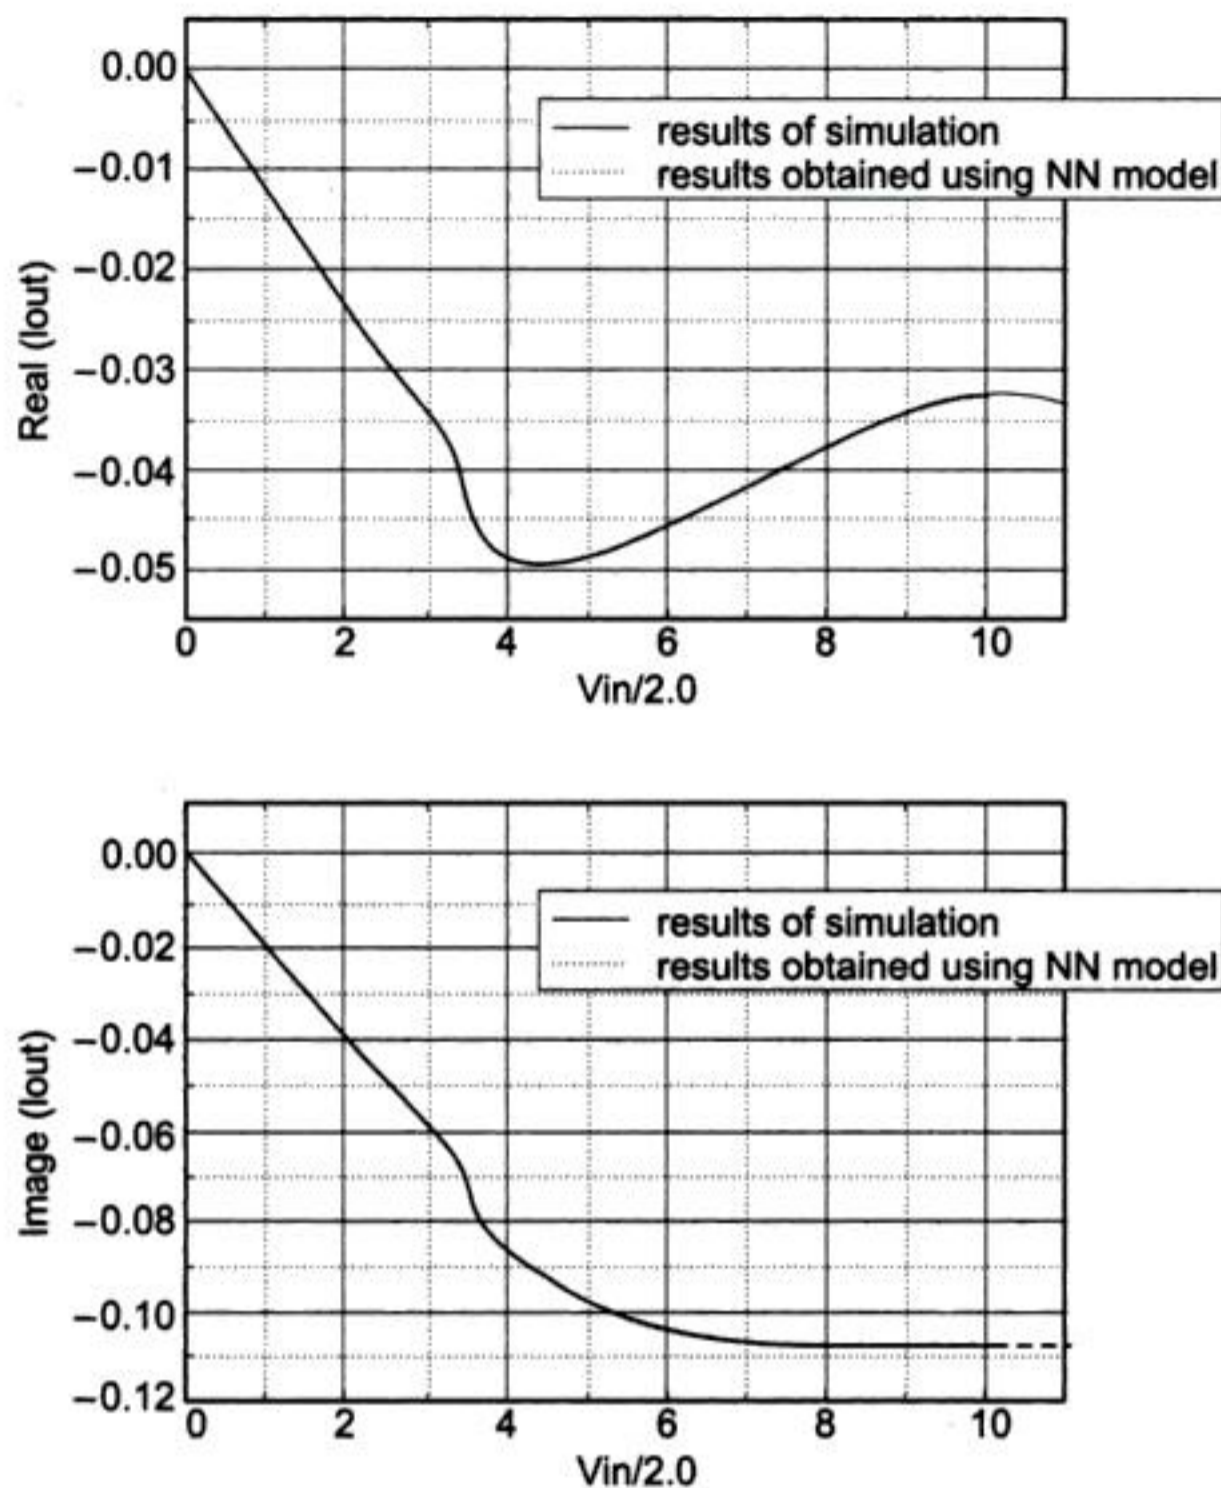 0.00
−0.01
−0.02
−0.03
−0.04
−0.05
Real (Iout)
results of simulation
results obtained using NN model
0 2 4 6 8 10
Vin/2.0
0.00
−0.02
−0.04
−0.06
−0.08
−0.10
−0.12
Image (Iout)
results of simulation
results obtained using NN model
0 2 4 6 8 10
Vin/2.0